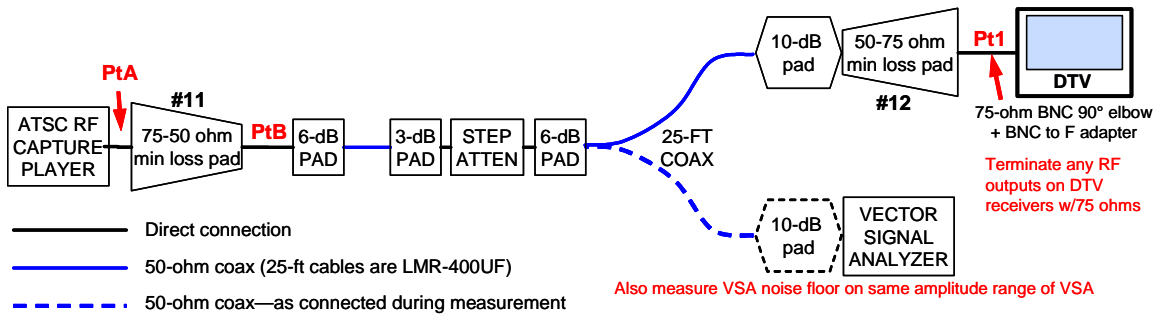 PtA
#11
ATSC RF
CAPTURE
PLAYER
75-50 ohm
min loss pad
PtB
6-dB
PAD
3-dB
PAD
STEP
ATTEN
6-dB
PAD
25-FT
COAX
10-dB
pad
50-75 ohm
min loss pad
#12
Pt1
DTV
75-ohm BNC 90° elbow
+ BNC to F adapter
Terminate any RF
outputs on DTV
receivers w/75 ohms
10-dB
pad
VECTOR
SIGNAL
ANALYZER
Also measure VSA noise floor on same amplitude range of VSA
Direct connection
50-ohm coax (25-ft cables are LMR-400UF)
50-ohm coax—as connected during measurement